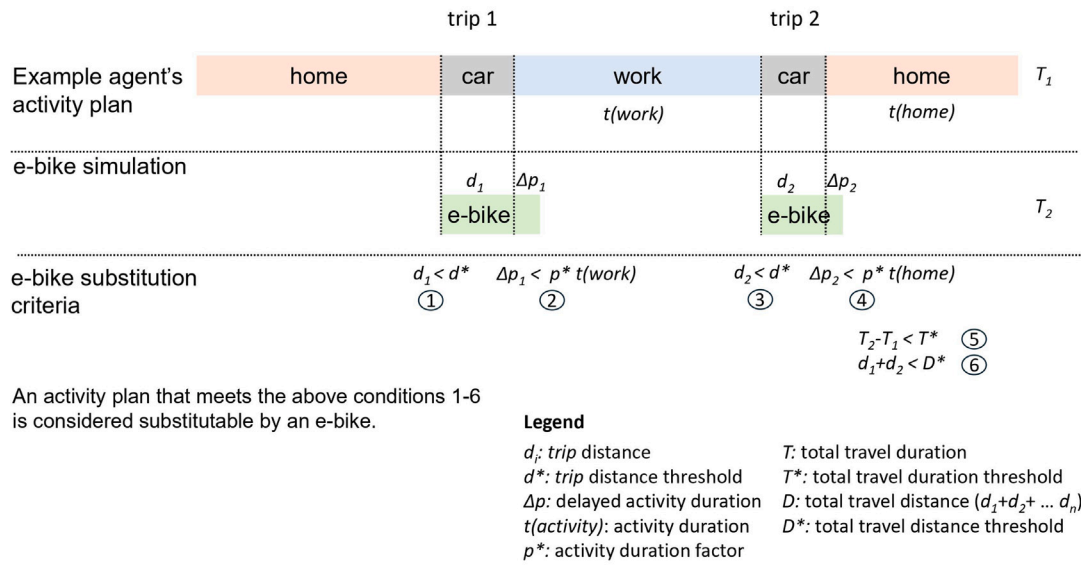 trip 1 trip 2
Example agent's activity plan
home car work car home T₁
t(work) t(home)
e-bike simulation
d₁ Δp₁ d₂ Δp₂
e-bike e-bike T₂
e-bike substitution criteria
d₁ < d* Δp₁ < p* t(work) d₂ < d* Δp₂ < p* t(home)
① ② ③ ④
T₂-T₁ < T* ⑤
d₁+d₂ < D* ⑥
An activity plan that meets the above conditions 1-6
is considered substitutable by an e-bike.
Legend
dᵢ: trip distance
d*: trip distance threshold
Δp: delayed activity duration
t(activity): activity duration
p*: activity duration factor
T: total travel duration
T*: total travel duration threshold
D: total travel distance (d₁+d₂+ ... dₙ)
D*: total travel distance threshold